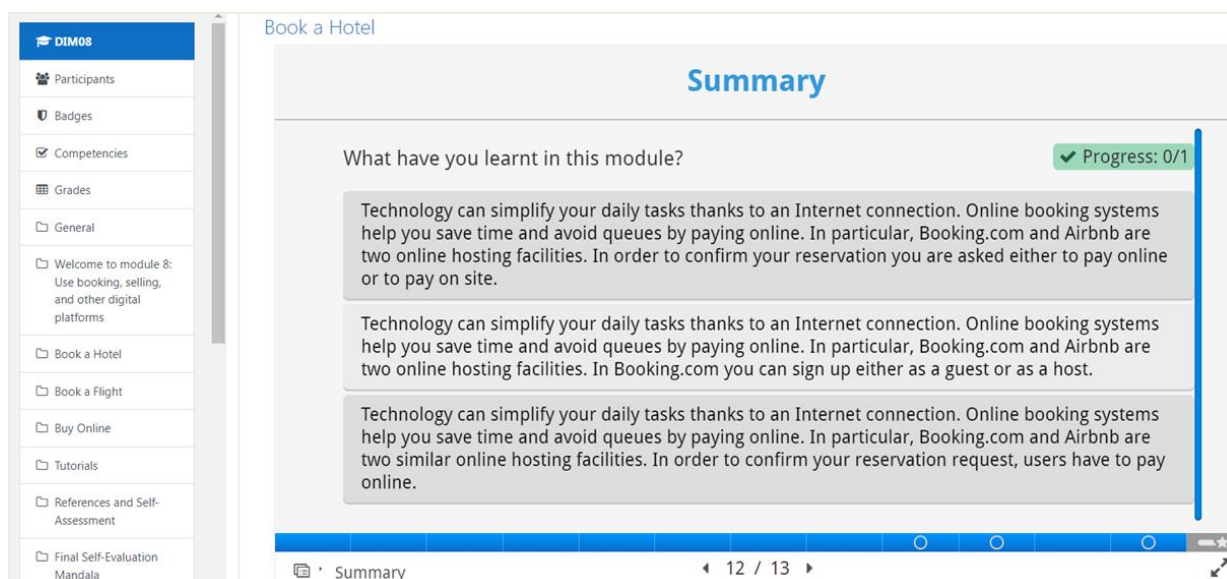 DIM08
Participants
Badges
Competencies
Grades
General
Welcome to module 8:
Use booking, selling,
and other digital
platforms
Book a Hotel
Book a Flight
Buy Online
Tutorials
References and Self-
Assessment
Final Self-Evaluation
Mandala
Book a Hotel
Summary
What have you learnt in this module?
Progress: 0/1
Technology can simplify your daily tasks thanks to an Internet connection. Online booking systems
help you save time and avoid queues by paying online. In particular, Booking.com and Airbnb are
two online hosting facilities. In order to confirm your reservation you are asked either to pay online
or to pay on site.
Technology can simplify your daily tasks thanks to an Internet connection. Online booking systems
help you save time and avoid queues by paying online. In particular, Booking.com and Airbnb are
two online hosting facilities. In Booking.com you can sign up either as a guest or as a host.
Technology can simplify your daily tasks thanks to an Internet connection. Online booking systems
help you save time and avoid queues by paying online. In particular, Booking.com and Airbnb are
two similar online hosting facilities. In order to confirm your reservation request, users have to pay
online.
Summary
12 / 13